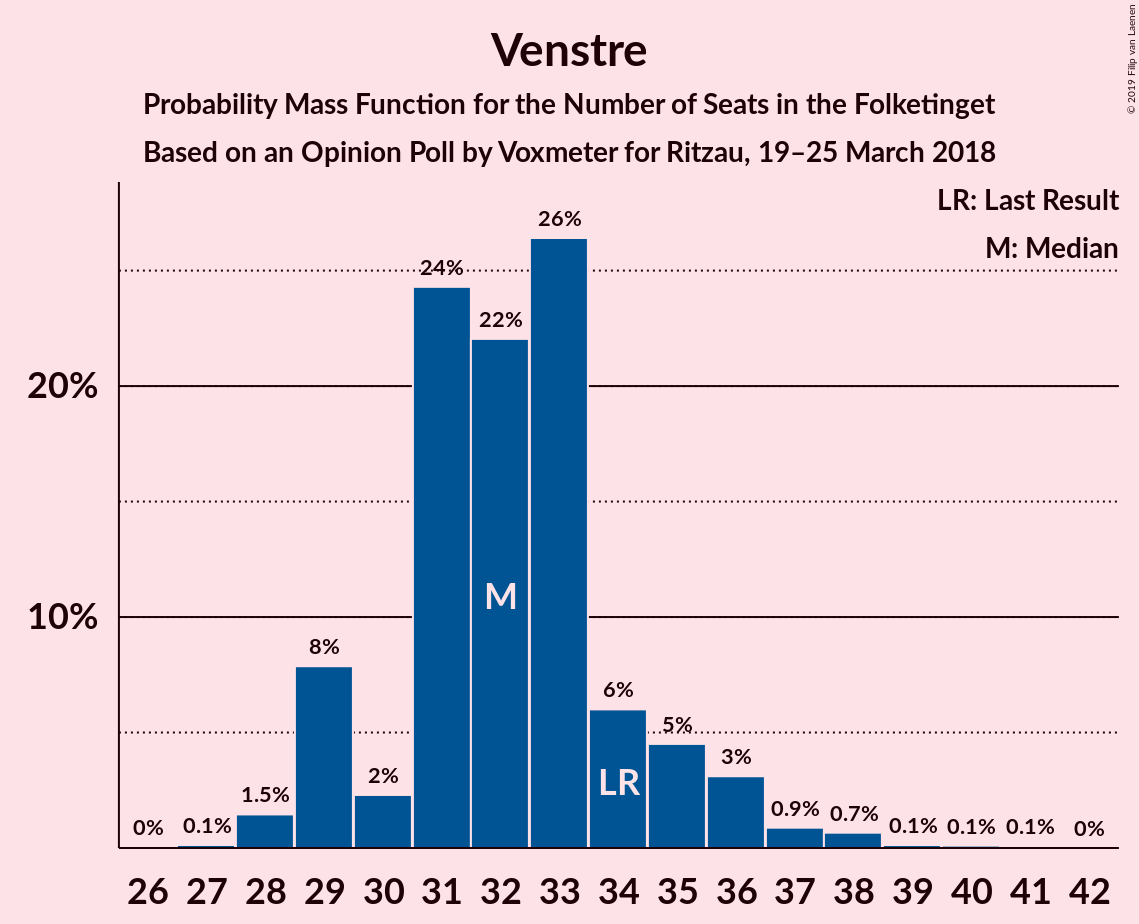 Venstre
Probability Mass Function for the Number of Seats in the Folketinget
Based on an Opinion Poll by Voxmeter for Ritzau, 19–25 March 2018
© 2019 Filip van Laenen
LR: Last Result
M: Median
20%
10%
0%
0.1%
1.5%
8%
2%
24%
22%
26%
6%
5%
3%
0.9%
0.7%
0.1%
0.1%
0.1%
0%
M
LR
26 27 28 29 30 31 32 33 34 35 36 37 38 39 40 41 42